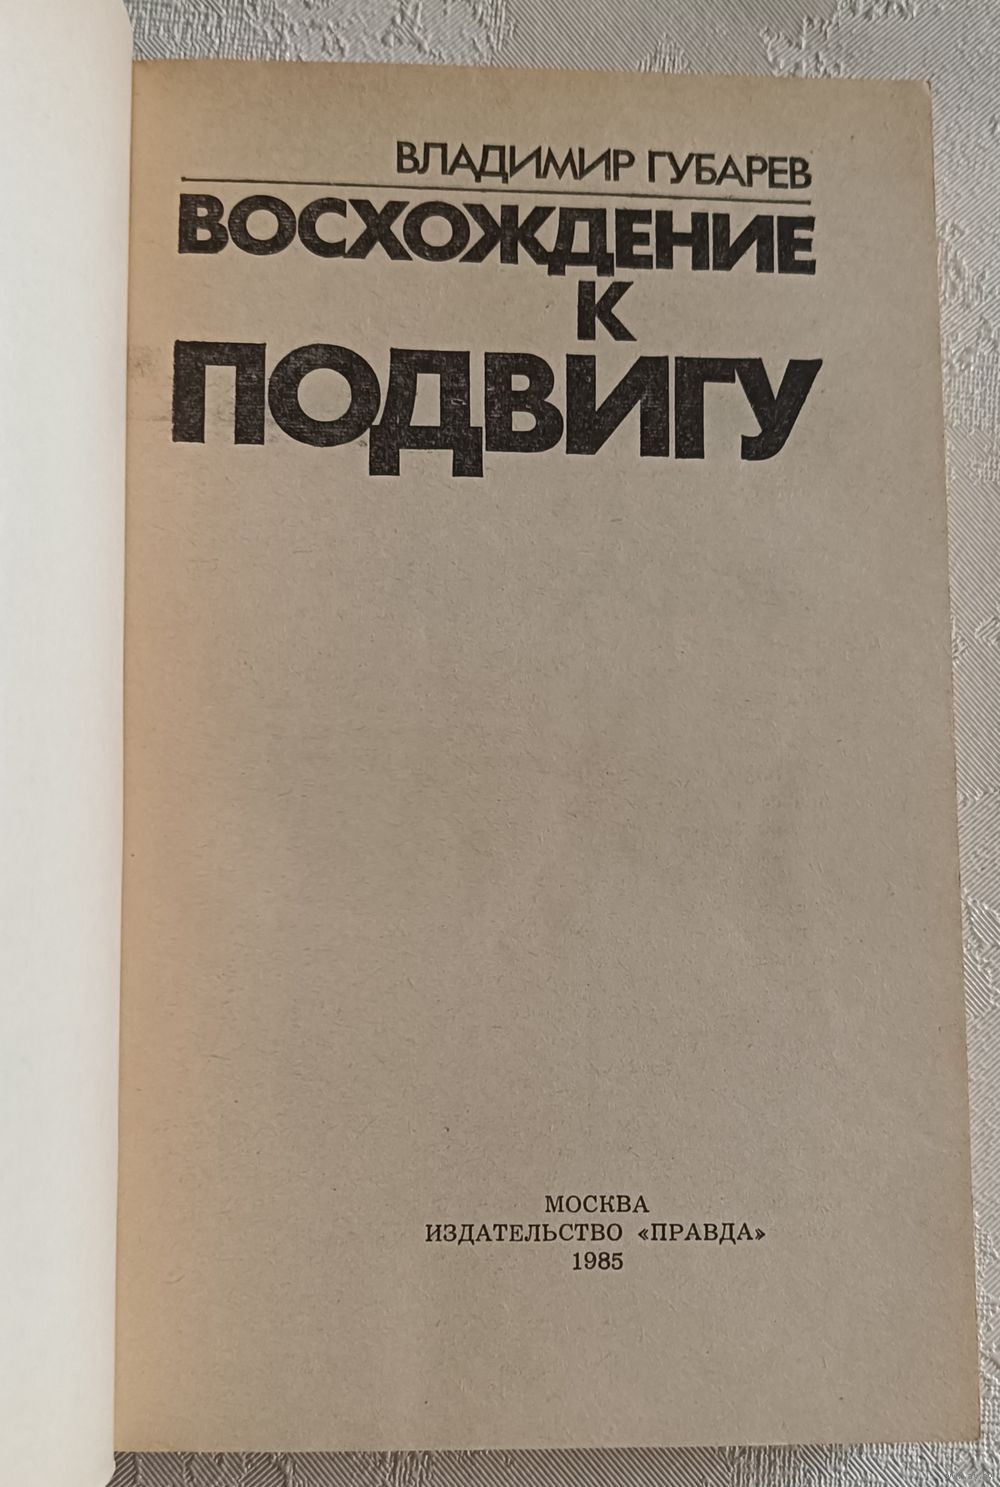 ВЛАДИМИР ГУБАРЕВ
ВОСХОЖДЕНИЕ
К
ПОДВИГУ
МОСКВА
ИЗДАТЕЛЬСТВО «ПРАВДА»
1985